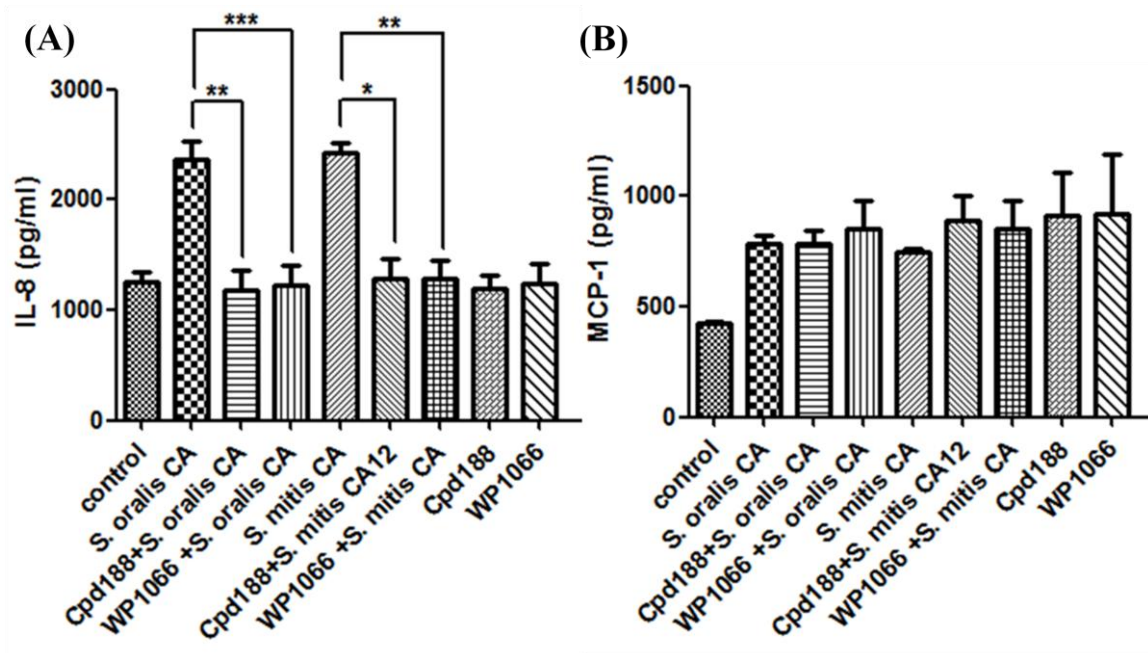 (A)
***
**
**
*
IL-8 (pg/ml)
3000
2000
1000
0
control
S. oralis CA
Cpd188+S. oralis CA
WP1066 +S. oralis CA
S. mitis CA
Cpd188+S. mitis CA12
WP1066 +S. mitis CA
Cpd188
WP1066
(B)
MCP-1 (pg/ml)
1500
1000
500
0
control
S. oralis CA
Cpd188+S. oralis CA
WP1066 +S. oralis CA
S. mitis CA
Cpd188+S. mitis CA12
WP1066 +S. mitis CA
Cpd188
WP1066